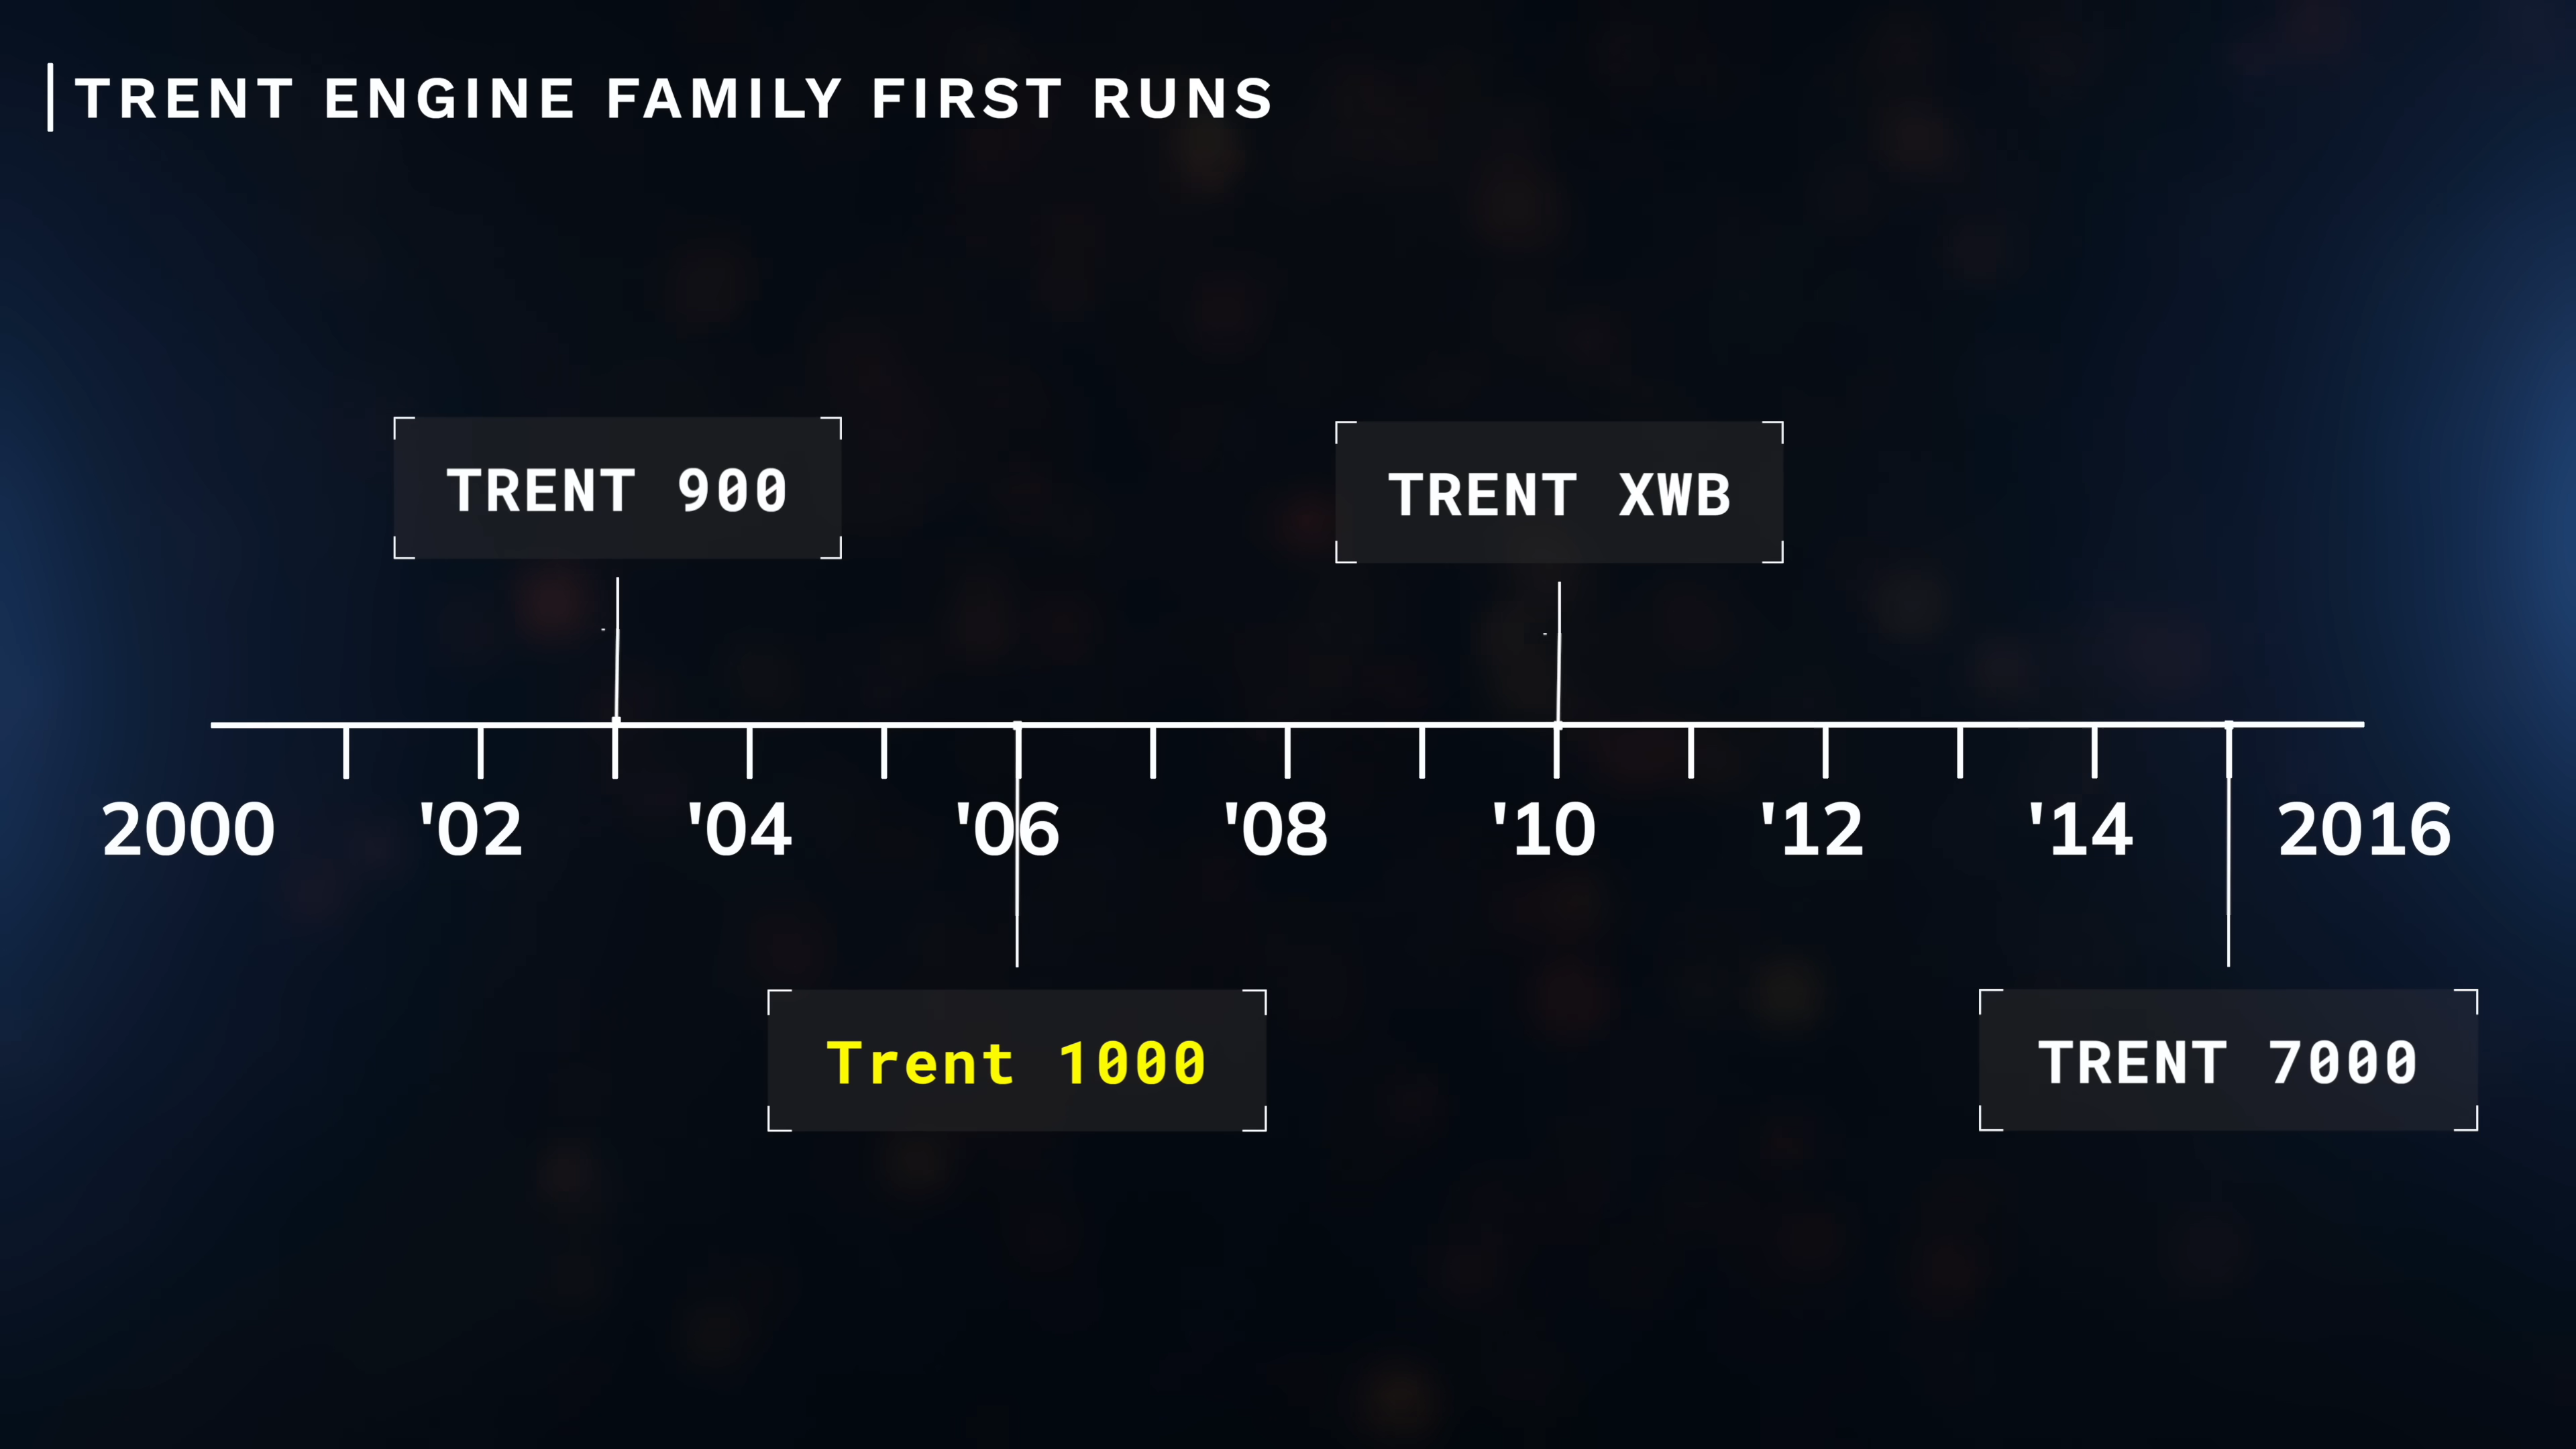 TRENT ENGINE FAMILY FIRST RUNS
TRENT 900
TRENT XWB
2000 '02 '04 '06 '08 '10 '12 '14 2016
Trent 1000
TRENT 7000